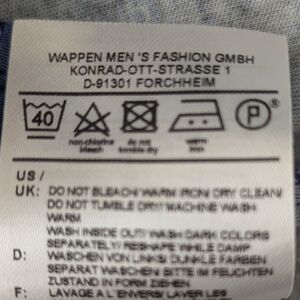 WAPPEN MEN 'S FASHION GMBH
KONRAD-OTT-STRASSE 1
D-91301 FORCHHEIM
40
P
non-chlorine bleach
do not tumble dry
warm iron
US /
UK: DO NOT BLEACH/WARM IRON/DRY CLEAN/
DO NOT TUMBLE DRY/MACHINE WASH
WARM
WASH INSIDE OUT/WASH DARK COLORS
SEPARATELY/RESHAPE WHILE DAMP
D: WASCHEN VON LINKS/DUNKLE FARBEN
SEPARAT WASCHEN BITTE IM FEUCHTEN
ZUSTAND IN FORM ZIEHEN
F: LAVAGE A L'ENVERS/LAVER LES